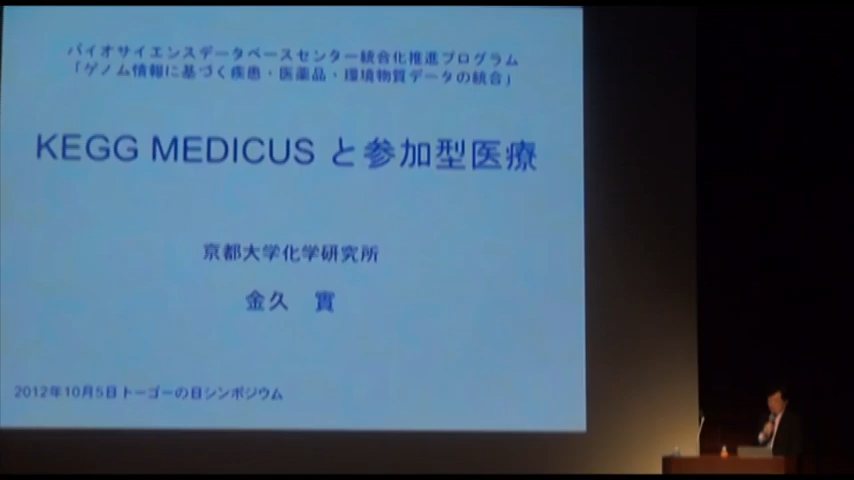 バイオサイエンスデータベースセンター統合化推進プログラム
「ゲノム情報に基づく疾患・医薬品・環境物質データの統合」
KEGG MEDICUS と参加型医療
京都大学化学研究所
金久 實
2012年10月5日 トーゴーの日シンポジウム